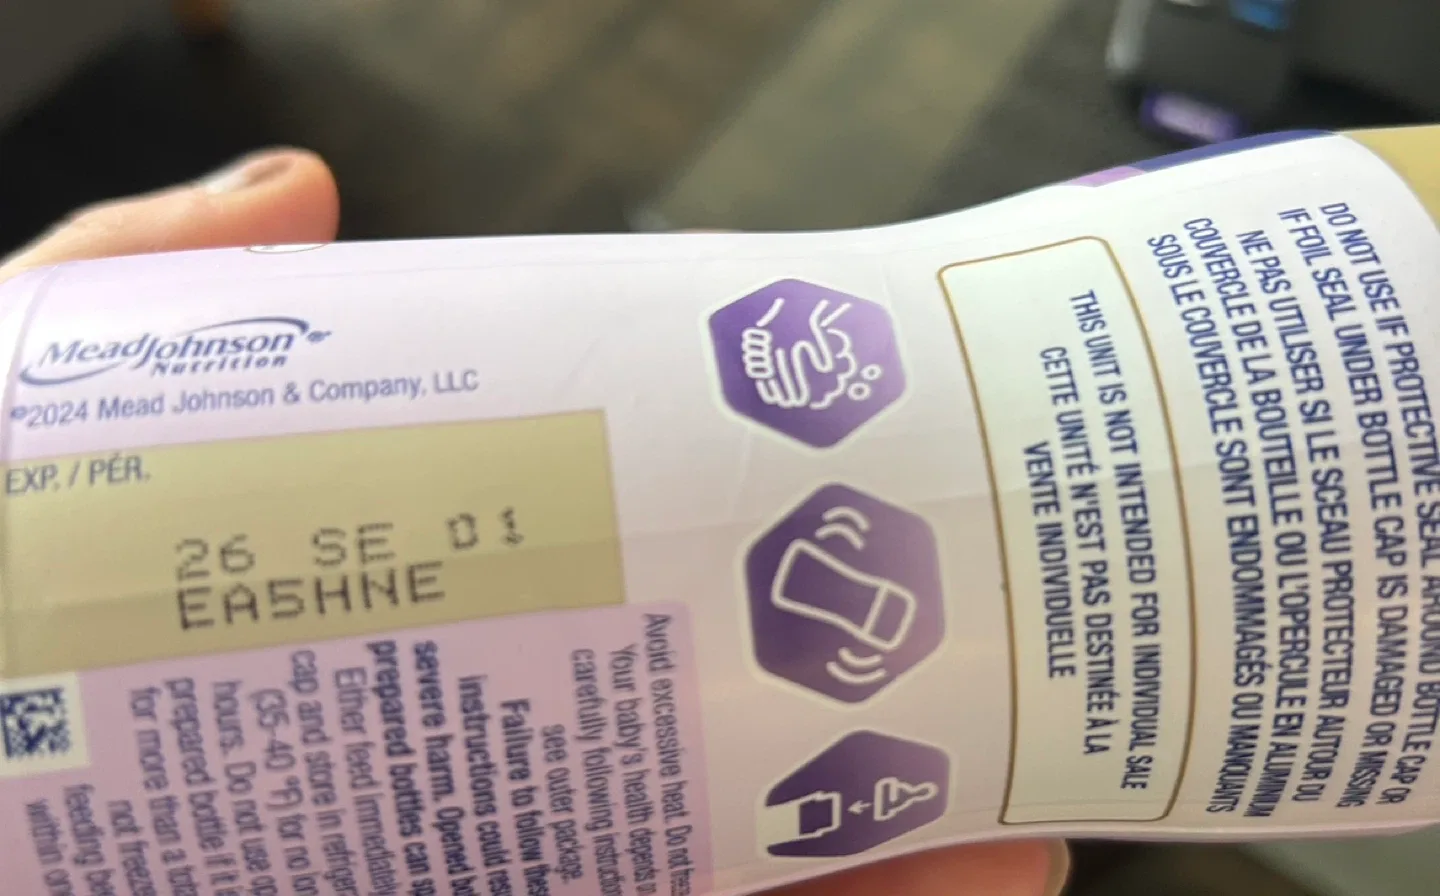 MeadJohnson
Nutrition
©2024 Mead Johnson & Company, LLC
EXP. / PÉR.
26 SE 0
EA5HNE
Avoid excessive heat. Do not
Your baby's health depends
carefully following
see outer package.
Failure to follow
instructions could
severe harm. Opened
prepared bottles can
Either feed immediately
cap and store in
(35-40 °F) for no
hours. Do not use
prepared bottle if it
for more than a
not
feeding
within
THIS UNIT IS NOT INTENDED FOR INDIVIDUAL SALE
CETTE UNITÉ N'EST PAS DESTINÉE À LA
VENTE INDIVIDUELLE
DO NOT USE IF PROTECTIVE SEAL AROUND BOTTLE CAP OR
IF FOIL SEAL UNDER BOTTLE CAP IS DAMAGED OR MISSING
NE PAS UTILISER SI LE SCEAU PROTECTEUR AUTOUR DU
COUVERCLE DE LA BOUTEILLE OU L'OPERCULE EN ALUMINIUM
SOUS LE COUVERCLE SONT ENDOMMAGÉS OU MANQUANTS